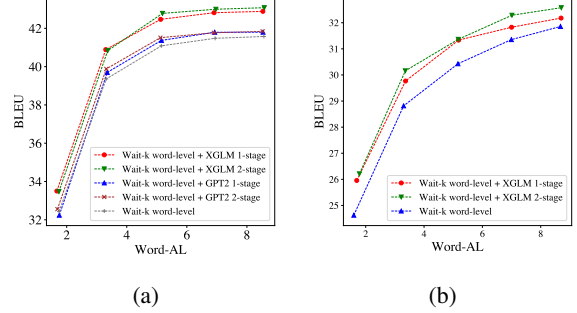 42
40
38
36
34
32
BLEU
Wait-k word-level + XGLM 1-stage
Wait-k word-level + XGLM 2-stage
Wait-k word-level + GPT2 1-stage
Wait-k word-level + GPT2 2-stage
Wait-k word-level
2 4 6 8
Word-AL
(a)
32
31
30
29
28
27
26
25
BLEU
Wait-k word-level + XGLM 1-stage
Wait-k word-level + XGLM 2-stage
Wait-k word-level
2 4 6 8
Word-AL
(b)